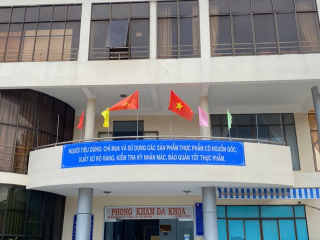 NGƯỜI TIÊU DÙNG: CHỈ MUA VÀ SỬ DỤNG CÁC SẢN PHẨM THỰC PHẨM CÓ NGUỒN GỐC,
XUẤT XỨ RÕ RÀNG, KIỂM TRA KỸ NHÃN MÁC, BẢO QUẢN TỐT THỰC PHẨM.
PHÒNG KHÁM ĐA KHOA